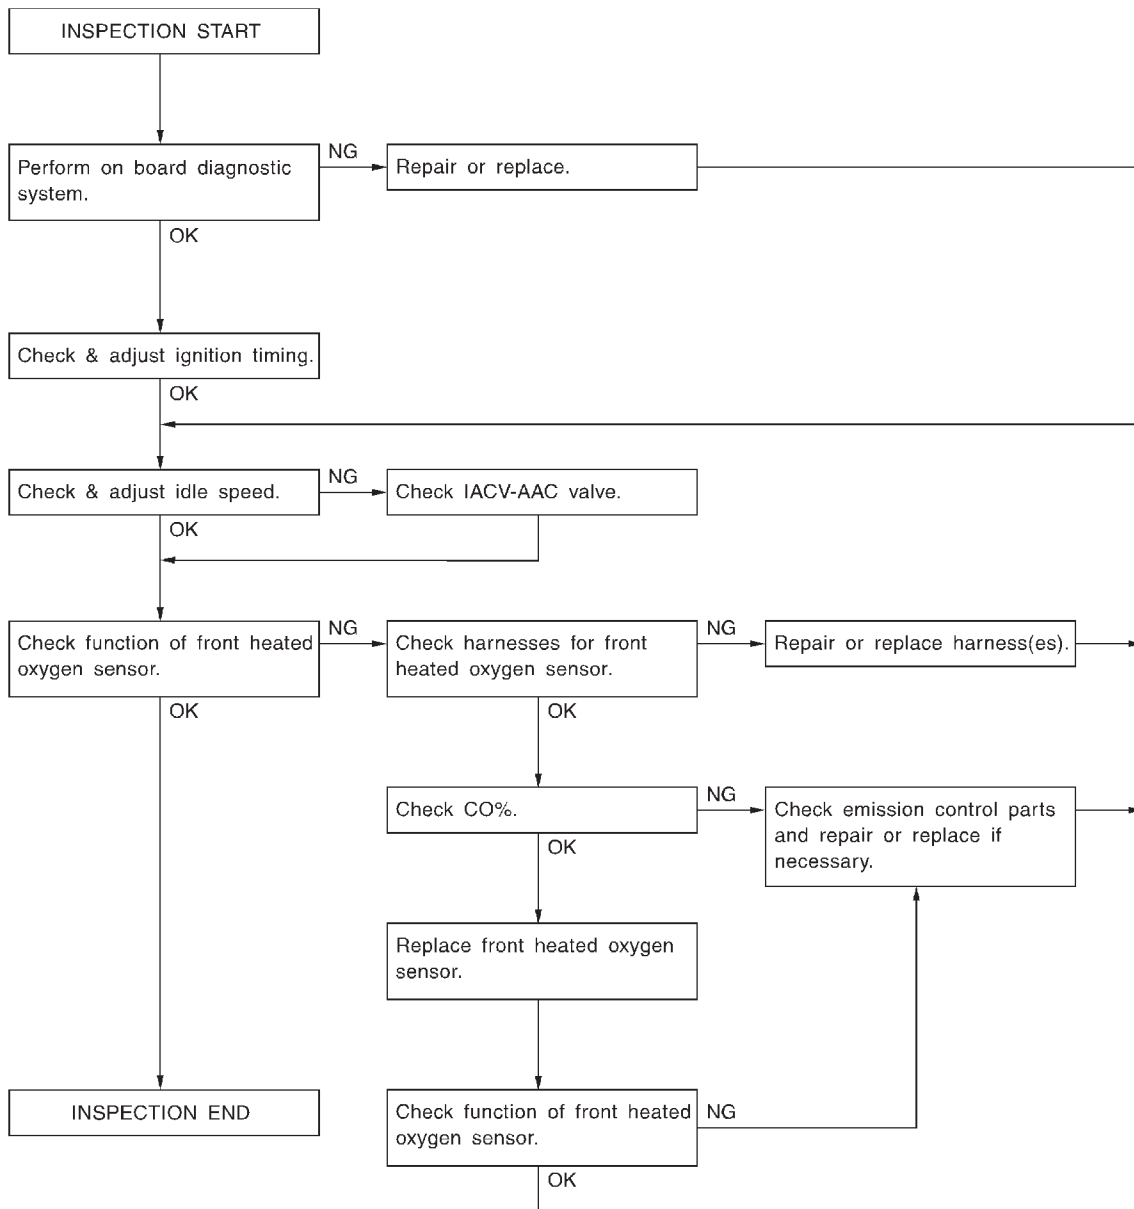 INSPECTION START
Perform on board diagnostic
system.
NG
Repair or replace.
OK
Check & adjust ignition timing.
OK
Check & adjust idle speed.
NG
Check IACV-AAC valve.
OK
Check function of front heated
oxygen sensor.
NG
Check harnesses for front
heated oxygen sensor.
NG
Repair or replace harness(es).
OK
OK
Check CO%.
NG
Check emission control parts
and repair or replace if
necessary.
OK
Replace front heated oxygen
sensor.
INSPECTION END
Check function of front heated
oxygen sensor.
NG
OK